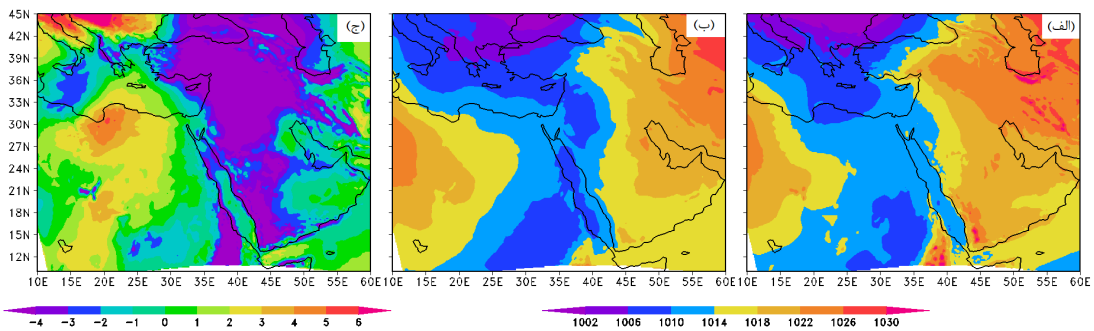 (ج) (ب) (الف)
45N
42N
39N
36N
33N
30N
27N
24N
21N
18N
15N
12N
10E 15E 20E 25E 30E 35E 40E 45E 50E 55E 60E 10E 15E 20E 25E 30E 35E 40E 45E 50E 55E 60E 10E 15E 20E 25E 30E 35E 40E 45E 50E 55E 60E
-4 -3 -2 -1 0 1 2 3 4 5 6 1002 1006 1010 1014 1018 1022 1026 1030